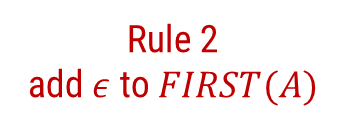 Rule 2
add ϵ to FIRST(A)